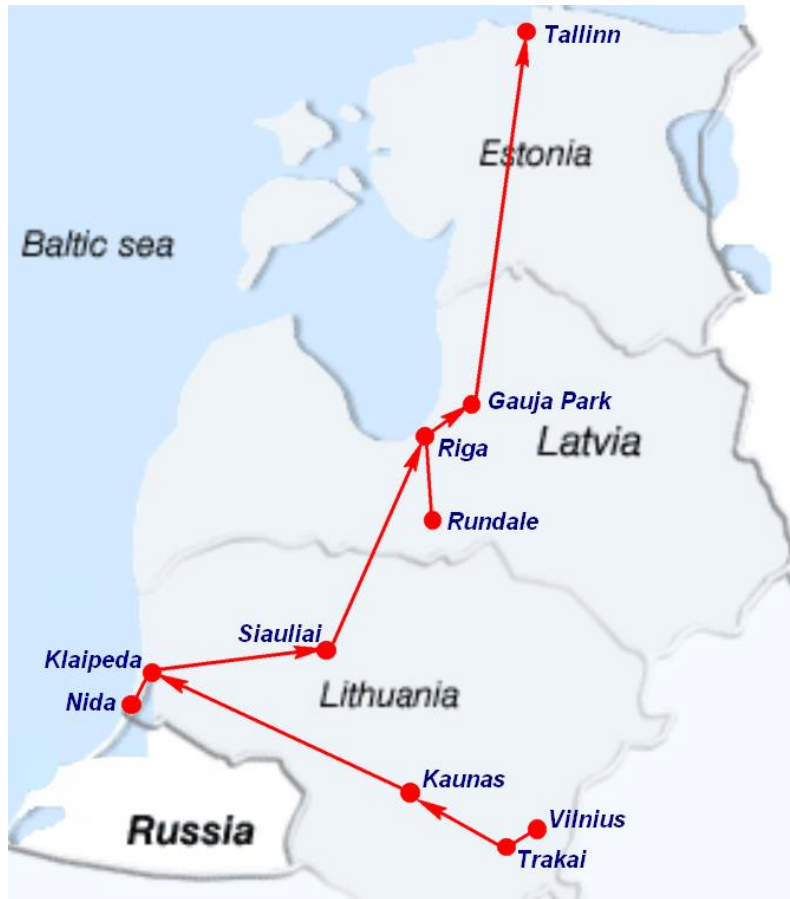 Tallinn
Estonia
Baltic sea
Gauja Park
Latvia
Riga
Rundale
Siauliai
Klaipeda
Lithuania
Nida
Kaunas
Vilnius
Russia
Trakai